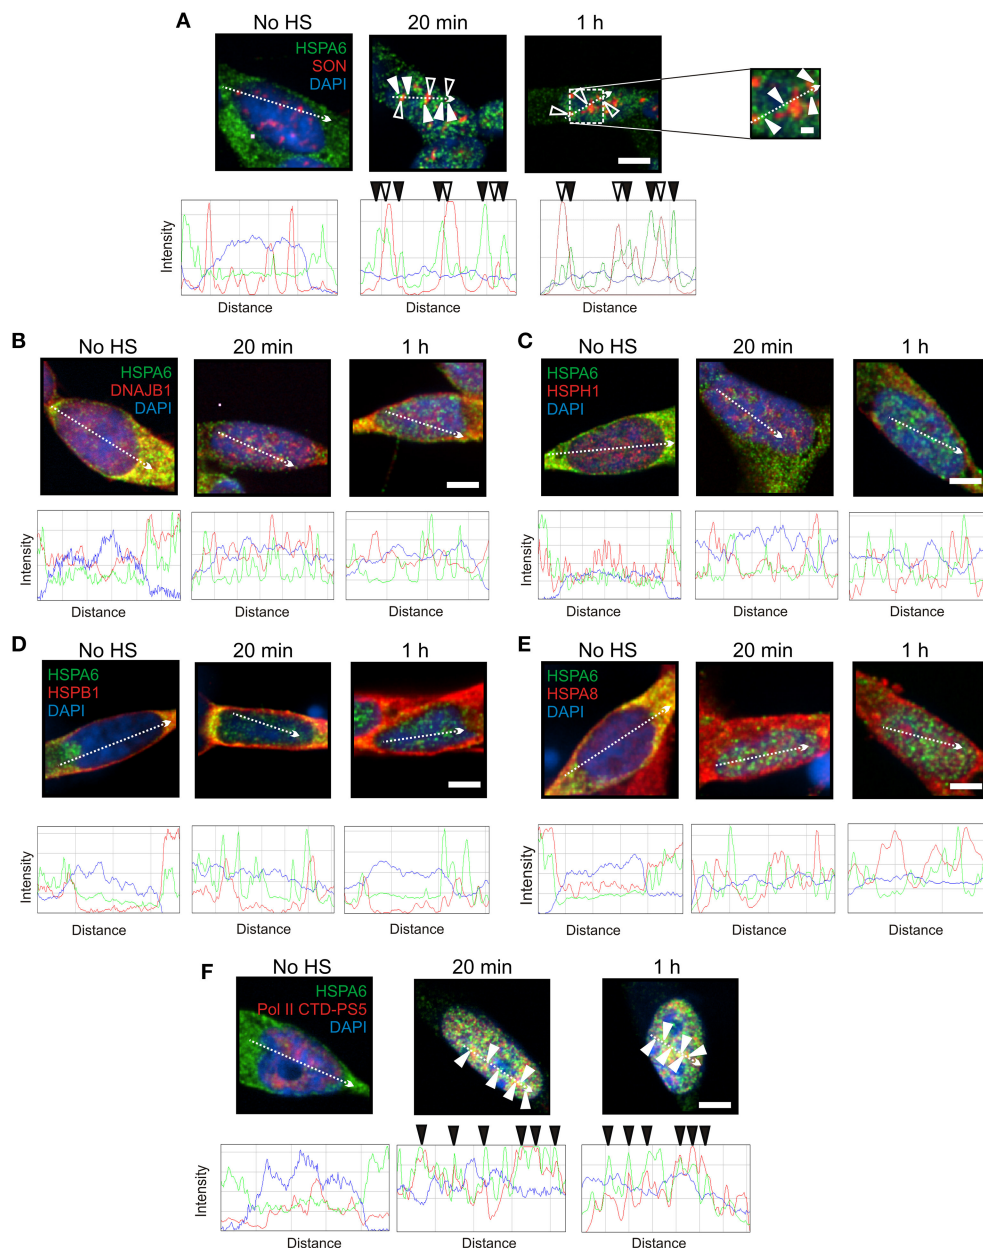 A
No HS
20 min
1 h
HSPA6
SON
DAPI
Intensity
Distance
Distance
Distance
B
No HS
20 min
1 h
HSPA6
DNAJB1
DAPI
Intensity
Distance
Distance
Distance
C
No HS
20 min
1 h
HSPA6
HSPH1
DAPI
Intensity
Distance
Distance
Distance
D
No HS
20 min
1 h
HSPA6
HSPB1
DAPI
Intensity
Distance
Distance
Distance
E
No HS
20 min
1 h
HSPA6
HSPA8
DAPI
Intensity
Distance
Distance
Distance
F
No HS
20 min
1 h
HSPA6
Pol II CTD-PS5
DAPI
Intensity
Distance
Distance
Distance